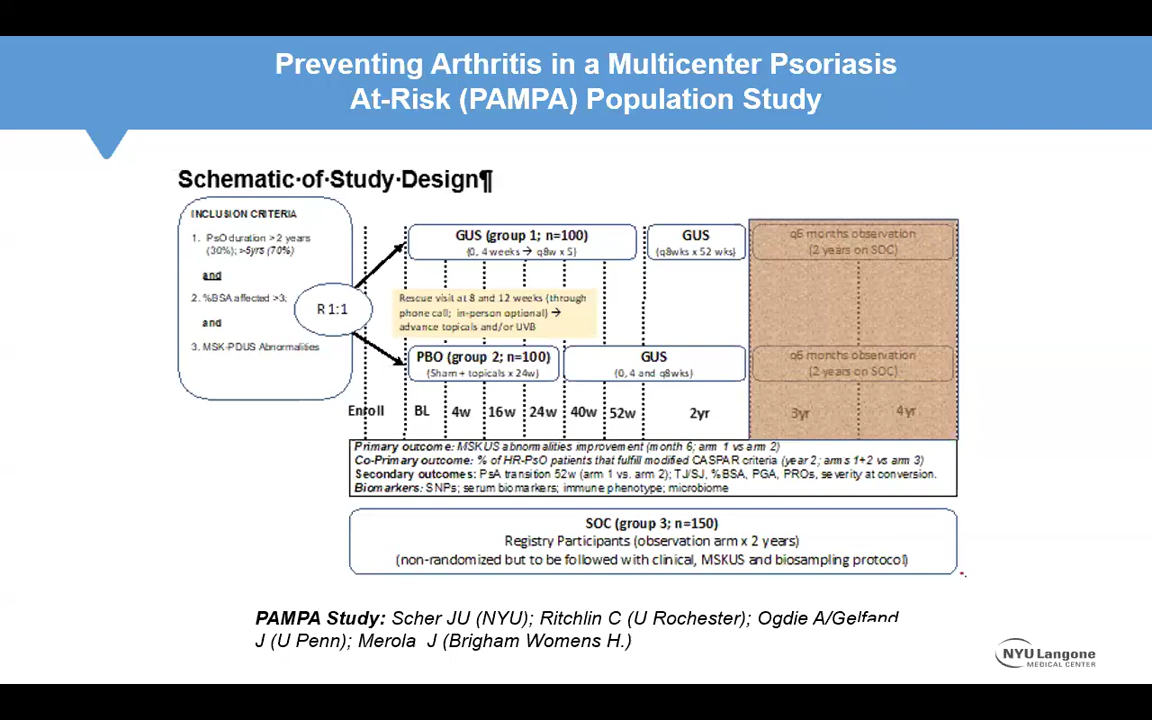 Preventing Arthritis in a Multicenter Psoriasis
At-Risk (PAMPA) Population Study
Schematic·of·Study·Design¶
INCLUSION CRITERIA
1. PsO duration >2 years
(30%); >5yrs (70%)
and
2. %BSA affected >3;
and
3. MSK-PDUS Abnormalities
R 1:1
GUS (group 1; n=100)
(0, 4 weeks → q8w x 5)
GUS
(q8wks x 52 wks)
q6 months observation
(2 years on SOC)
Rescue visit at 8 and 12 weeks (through
phone call; in-person optional) →
advance topicals and/or UVB
PBO (group 2; n=100)
(Sham + topicals x 24w)
GUS
(0, 4 and q8wks)
q6 months observation
(2 years on SOC)
Enroll BL 4w 16w 24w 40w 52w 2yr 3yr 4yr
Primary outcome: MSKUS abnormalities improvement (month 6; arm 1 vs arm 2)
Co-Primary outcome: % of HR-PsO patients that fulfill modified CASPAR criteria (year 2; arms 1+2 vs arm 3)
Secondary outcomes: PsA transition 52w (arm 1 vs. arm 2); TJ/SJ, %BSA, PGA, PROs, severity at conversion.
Biomarkers: SNPs; serum biomarkers; immune phenotype; microbiome
SOC (group 3; n=150)
Registry Participants (observation arm x 2 years)
(non-randomized but to be followed with clinical, MSKUS and biosampling protocol)
PAMPA Study: Scher JU (NYU); Ritchlin C (U Rochester); Ogdie A/Gelfand
J (U Penn); Merola J (Brigham Womens H.)
NYU Langone
MEDICAL CENTER